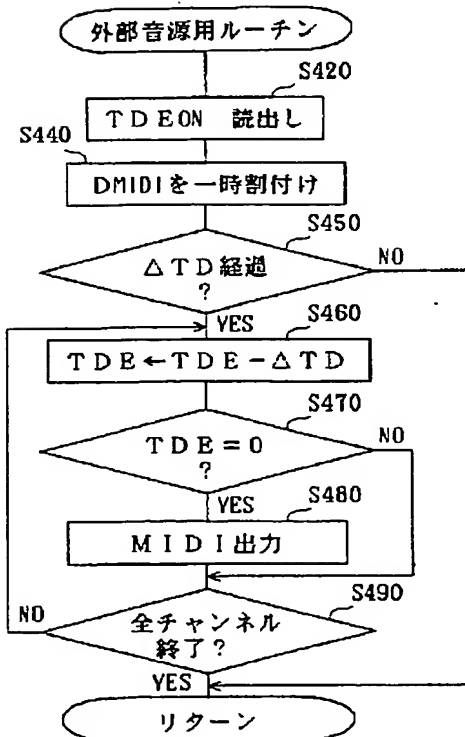 外部音源用ルーチン
S420
TDEON 読出し
S440
DMIDIを一時割付け
S450
△TD経過
?
NO
YES
S460
TDE←TDE-△TD
S470
TDE=0
?
NO
YES
S480
MIDI出力
S490
全チャンネル
終了?
NO
YES
リターン